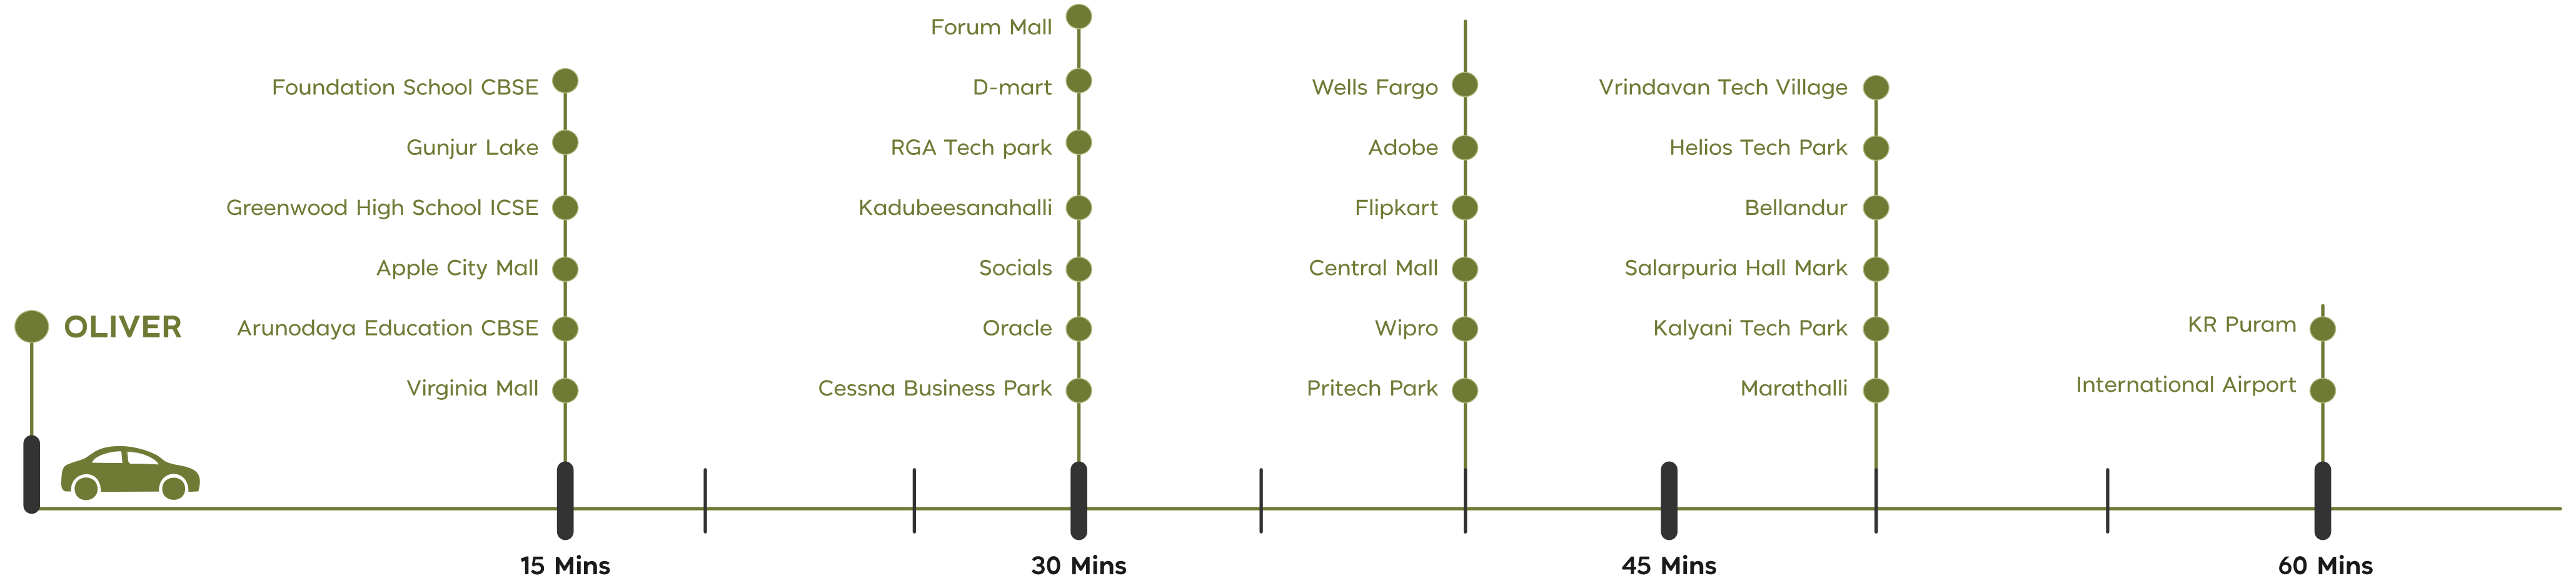 OLIVER
Foundation School CBSE
Gunjur Lake
Greenwood High School ICSE
Apple City Mall
Arunodaya Education CBSE
Virginia Mall
15 Mins
Forum Mall
D-mart
RGA Tech park
Kadubeesanahalli
Socials
Oracle
Cessna Business Park
30 Mins
Wells Fargo
Adobe
Flipkart
Central Mall
Wipro
Pritech Park
45 Mins
Vrindavan Tech Village
Helios Tech Park
Bellandur
Salarpuria Hall Mark
Kalyani Tech Park
Marathalli
KR Puram
International Airport
60 Mins